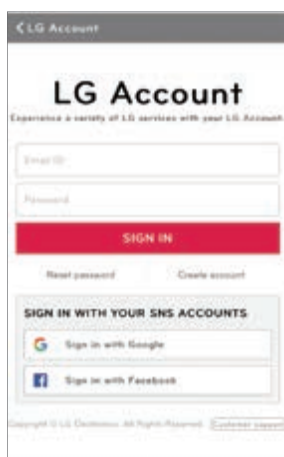 LG Account
LG Account
Experience a variety of LG services with your LG Account
Email ID
Password
SIGN IN
Reset password
Create account
SIGN IN WITH YOUR SNS ACCOUNTS
Sign in with Google
Sign in with Facebook
Copyright © LG Electronics. All Rights Reserved.
Customer support